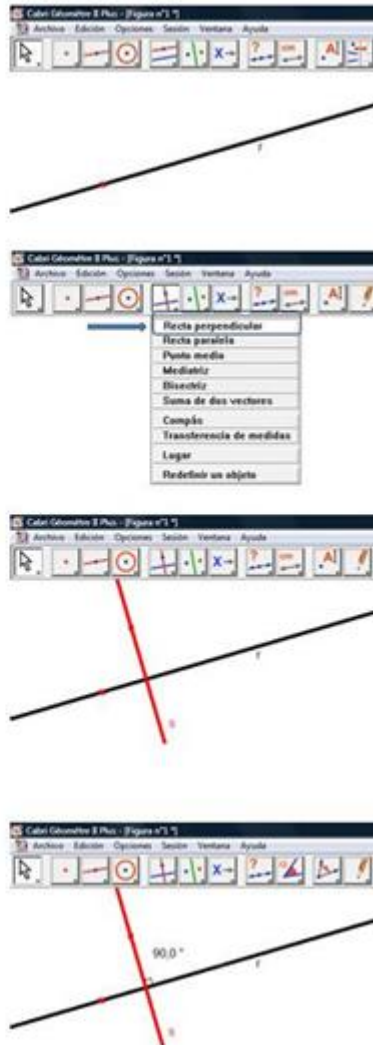 Cabri Géomètre II Plus - [Figura nº1 *]
Archivo Edición Opciones Sesión Ventana Ayuda
? cm A
r
Cabri Géomètre II Plus - [Figura nº1 *]
Archivo Edición Opciones Sesión Ventana Ayuda
X ? cm A
Recta perpendicular
Recta paralela
Punto medio
Mediatriz
Bisectriz
Suma de dos vectores
Compás
Transferencia de medidas
Lugar
Redefinir un objeto
Cabri Géomètre II Plus - [Figura nº1 *]
Archivo Edición Opciones Sesión Ventana Ayuda
X ? cm A
r
s
Cabri Géomètre II Plus - [Figura nº1 *]
Archivo Edición Opciones Sesión Ventana Ayuda
X ?
90,0 °
r
s